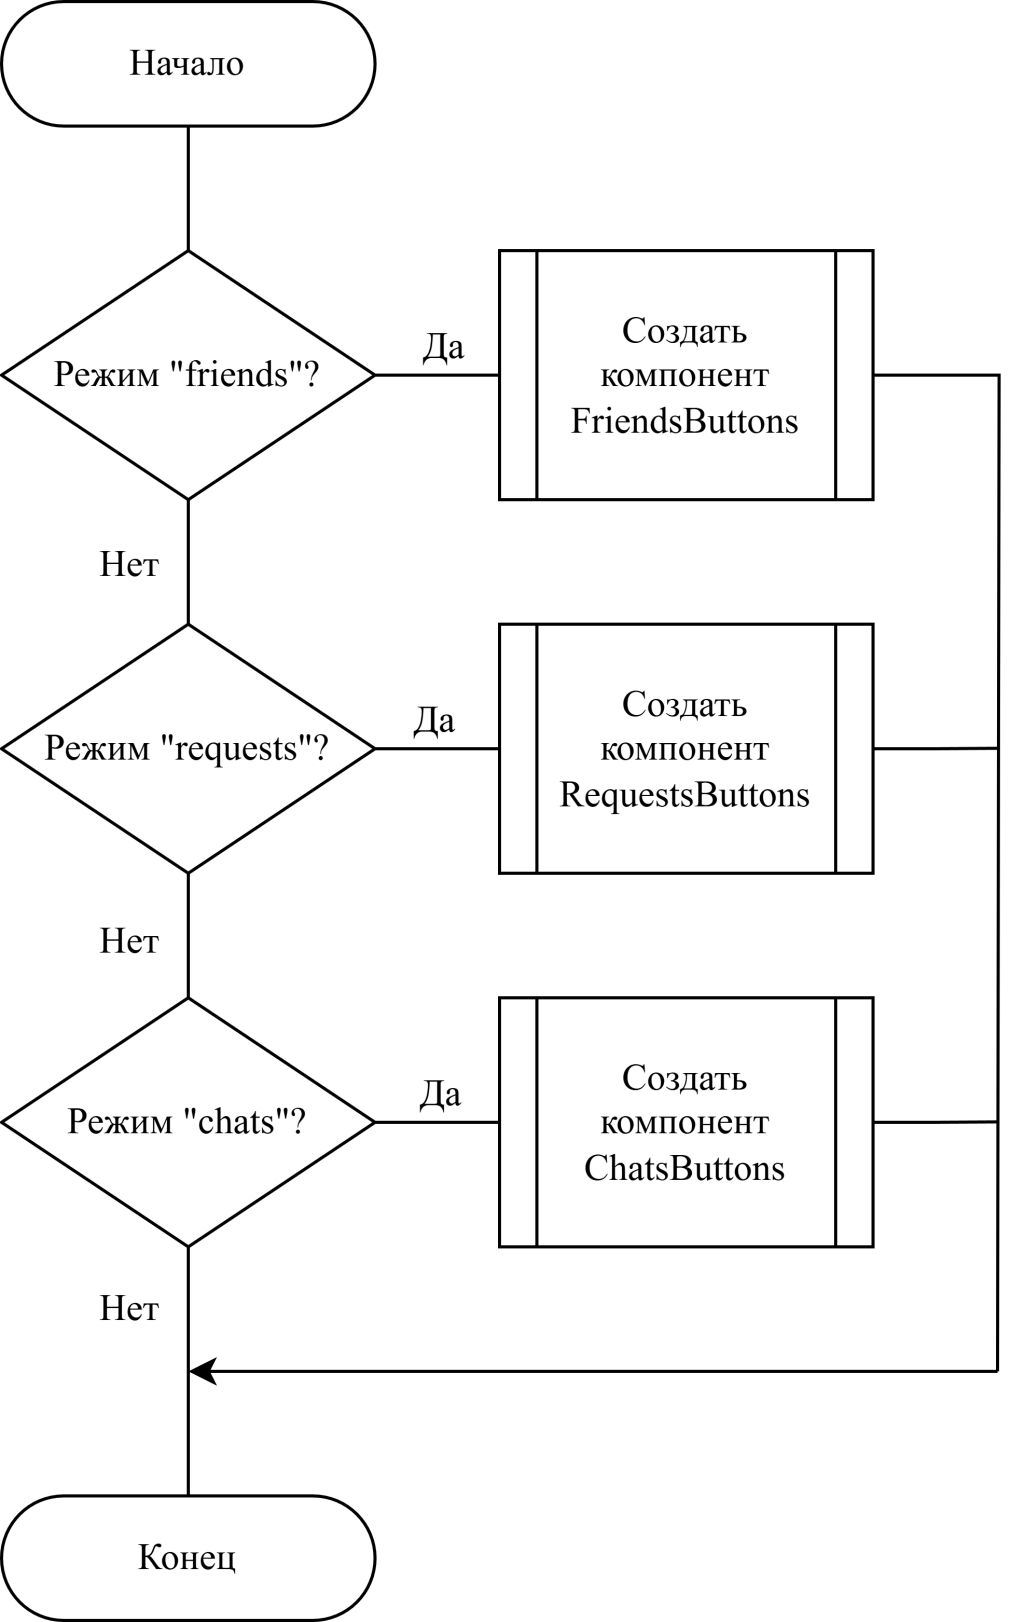 Начало
Режим "friends"?
Да
Создать
компонент
FriendsButtons
Нет
Режим "requests"?
Да
Создать
компонент
RequestsButtons
Нет
Режим "chats"?
Да
Создать
компонент
ChatsButtons
Нет
Конец